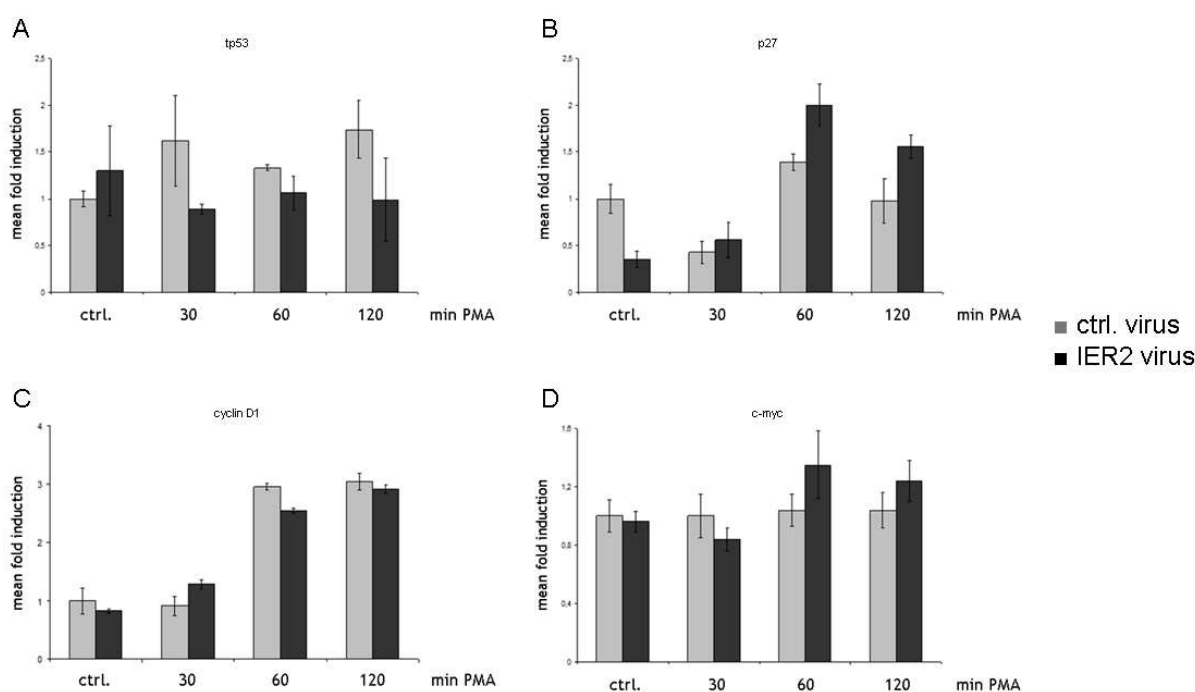 A
tp53
mean fold induction
2,5
2
1,5
1
0,5
0
ctrl. 30 60 120 min PMA
B
p27
mean fold induction
2,5
2
1,5
1
0,5
0
ctrl. 30 60 120 min PMA
ctrl. virus
IER2 virus
C
cyclin D1
mean fold induction
4
3
2
1
0
ctrl. 30 60 120 min PMA
D
c-myc
mean fold induction
1,6
1,2
0,8
0,4
0
ctrl. 30 60 120 min PMA